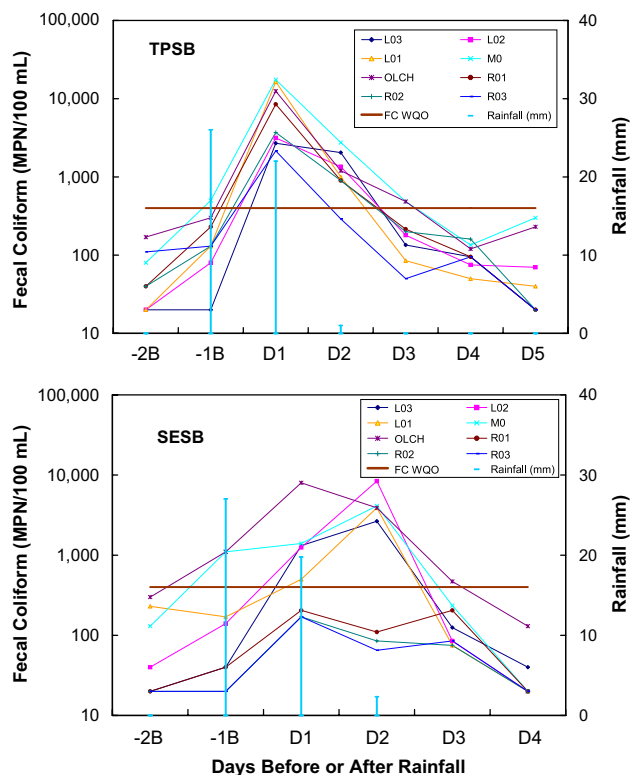 100,000
10,000
1,000
100
10
Fecal Coliform (MPN/100 mL)
TPSB
L03
L02
L01
M0
OLCH
R01
R02
R03
FC WQO
Rainfall (mm)
40
30
20
10
0
Rainfall (mm)
-2B -1B D1 D2 D3 D4 D5
100,000
10,000
1,000
100
10
Fecal Coliform (MPN/100 mL)
SESB
L03
L02
L01
M0
OLCH
R01
R02
R03
FC WQO
Rainfall (mm)
40
30
20
10
0
Rainfall (mm)
-2B -1B D1 D2 D3 D4
Days Before or After Rainfall